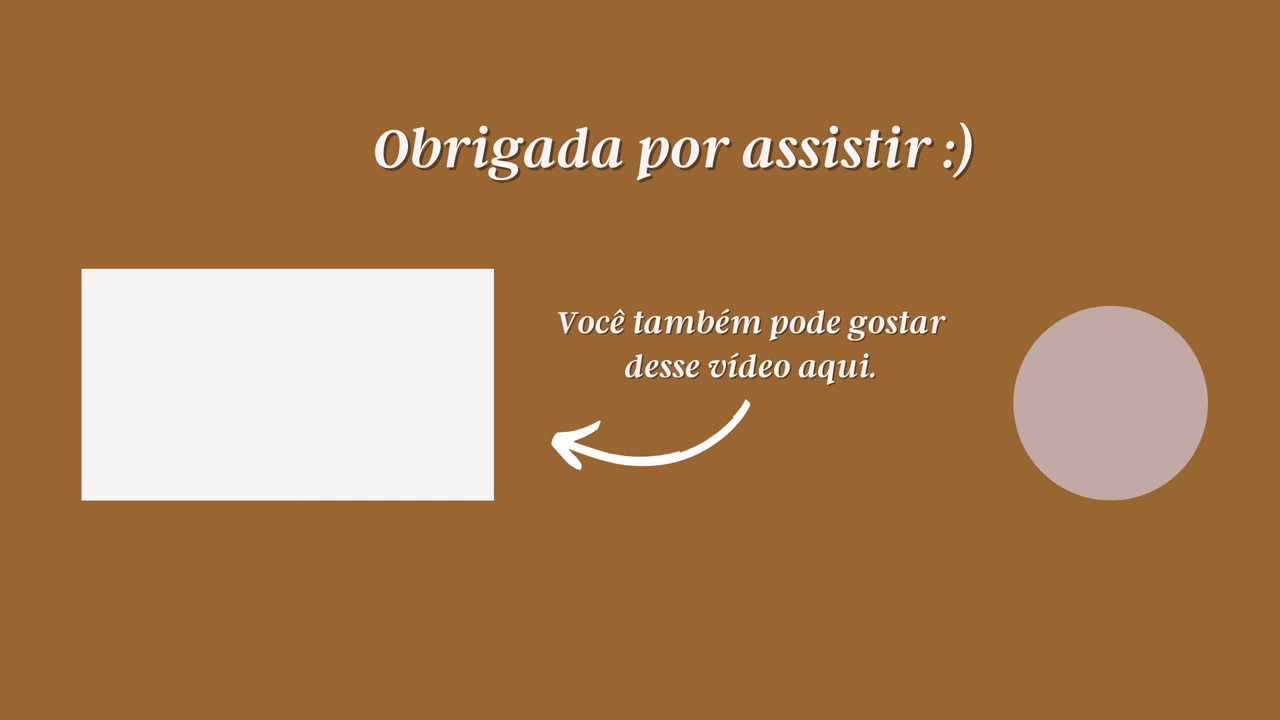 Obrigada por assistir :)
Você também pode gostar
desse vídeo aqui.